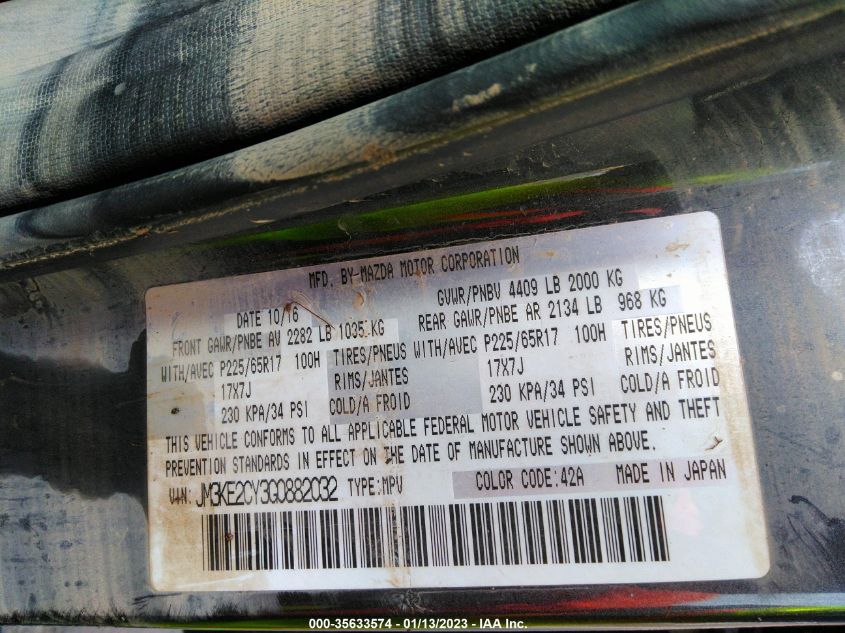 MFD. BY MAZDA MOTOR CORPORATION
DATE 10/16 GVWR/PNBV 4409 LB 2000 KG
FRONT GAWR/PNBE AV 2282 LB 1035 KG REAR GAWR/PNBE AR 2134 LB 968 KG
WITH/AVEC P225/65R17 100H TIRES/PNEUS WITH/AVEC P225/65R17 100H TIRES/PNEUS
17X7J RIMS/JANTES 17X7J RIMS/JANTES
230 KPA/34 PSI COLD/A FROID 230 KPA/34 PSI COLD/A FROID
THIS VEHICLE CONFORMS TO ALL APPLICABLE FEDERAL MOTOR VEHICLE SAFETY AND THEFT
PREVENTION STANDARDS IN EFFECT ON THE DATE OF MANUFACTURE SHOWN ABOVE.
VIN: JM3KE2CY3G0882032 TYPE:MPV COLOR CODE:42A MADE IN JAPAN
000-35633574 - 01/13/2023 - IAA Inc.